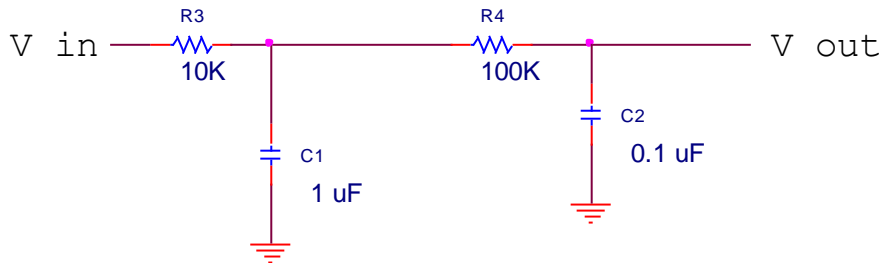 R3
R4
V in
V out
10K
100K
C1
C2
1 uF
0.1 uF